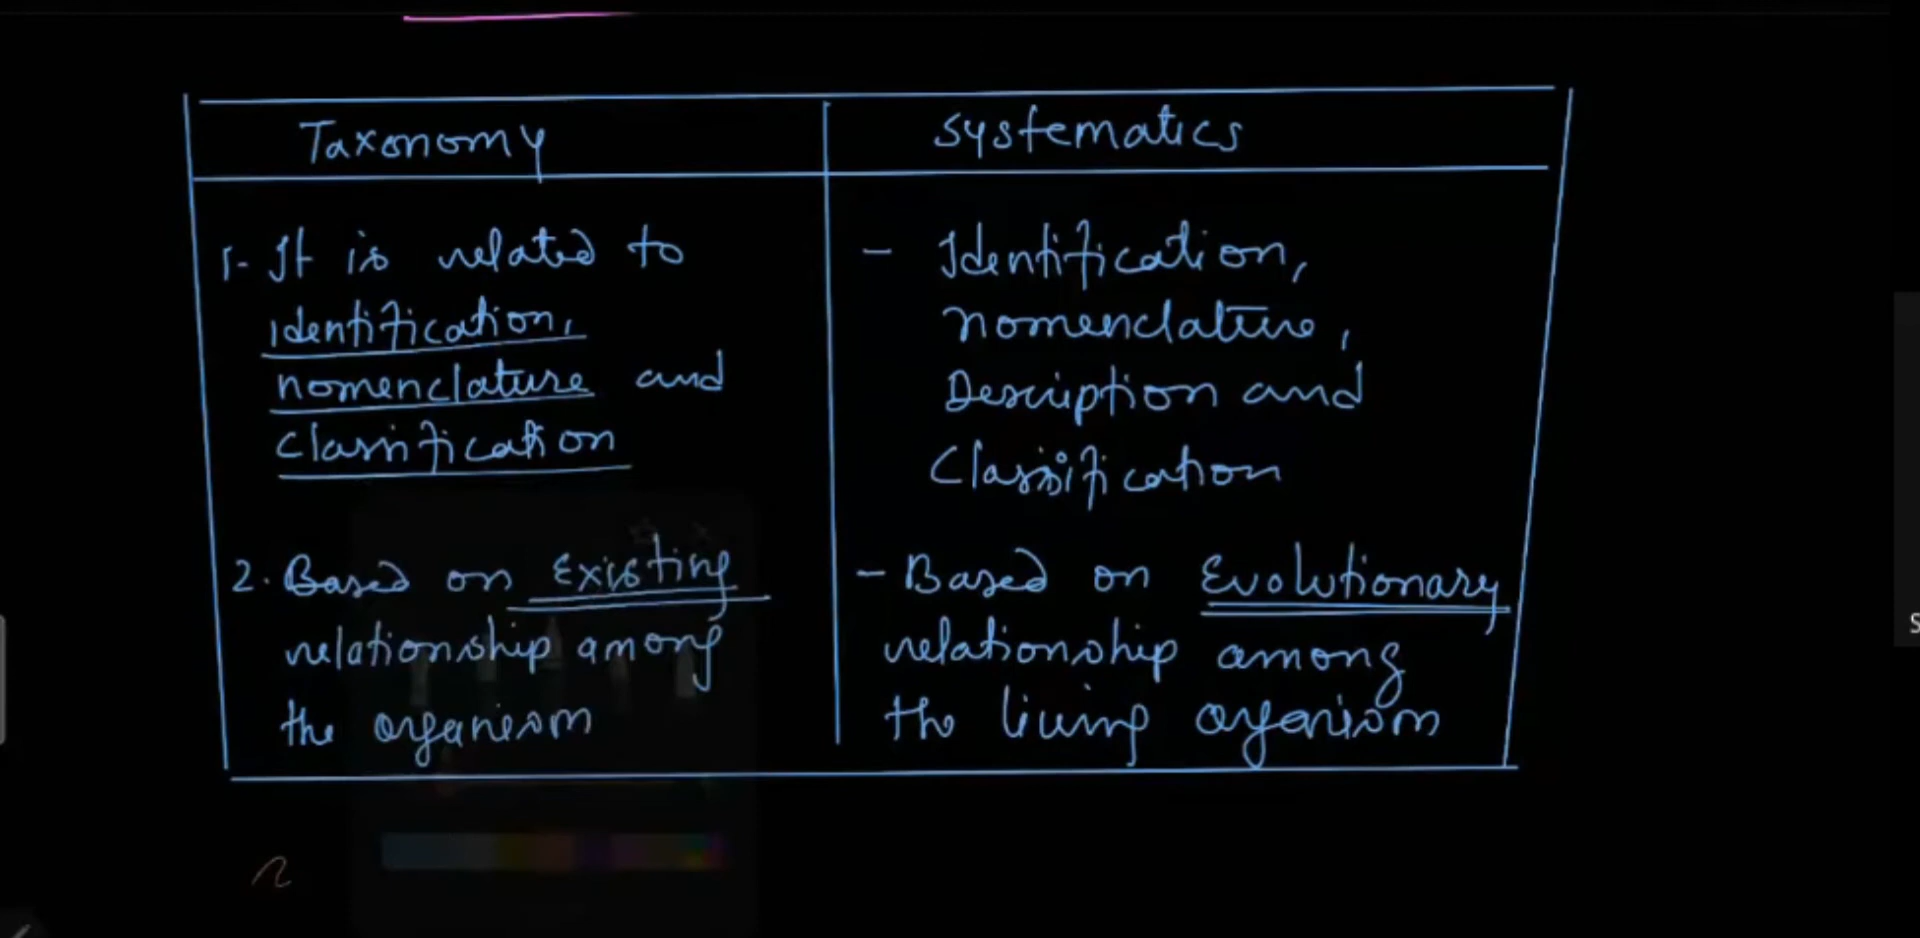 Taxonomy
Systematics
1- It is related to
identification,
nomenclature and
classification
2. Based on Existing
relationship among
the organism
- Identification,
nomenclature,
Description and
Classification
- Based on Evolutionary
relationship among
the living organism
S